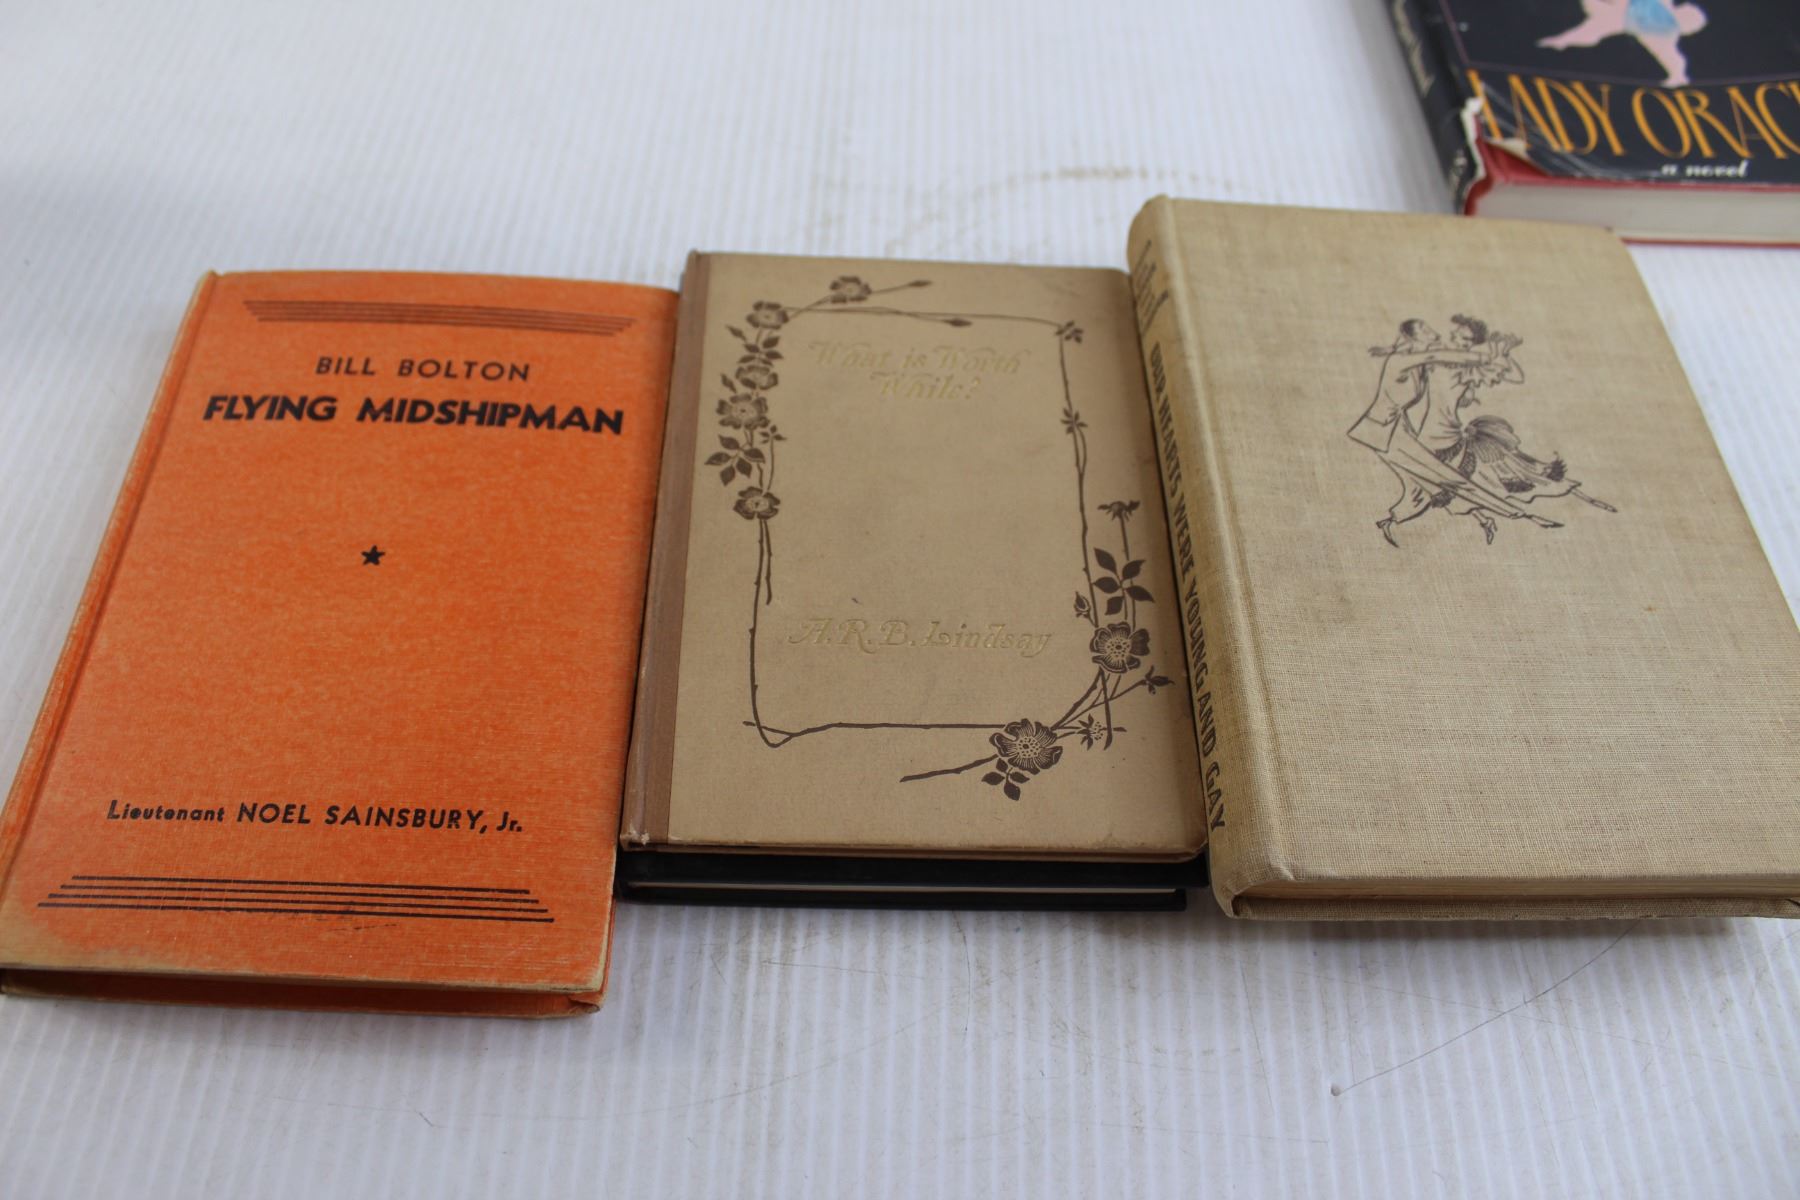 BILL BOLTON
FLYING MIDSHIPMAN
Lieutenant NOEL SAINSBURY, Jr.
What is Worth
While?
A. R. B. Lindsay
OUR HEARTS WERE YOUNG AND GAY
LADY ORAC
a novel